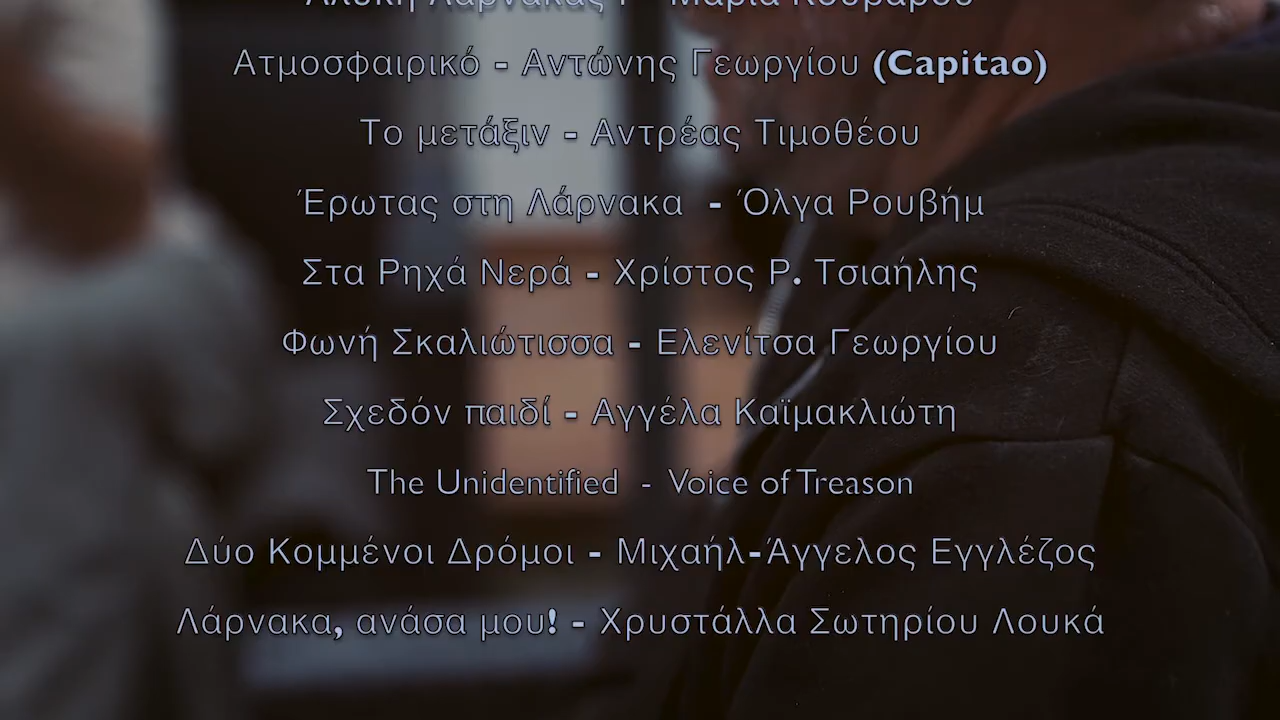 Ατμοσφαιρικό - Αντώνης Γεωργίου (Capitao)
Το μετάξιν - Αντρέας Τιμοθέου
Έρωτας στη Λάρνακα - Όλγα Ρουβήμ
Στα Ρηχά Νερά - Χρίστος Ρ. Τσιαήλης
Φωνή Σκαλιώτισσα - Ελενίτσα Γεωργίου
Σχεδόν παιδί - Αγγέλα Καϊμακλιώτη
The Unidentified - Voice of Treason
Δύο Κομμένοι Δρόμοι - Μιχαήλ-Άγγελος Εγγλέζος
Λάρνακα, ανάσα μου! - Χρυστάλλα Σωτηρίου Λουκά